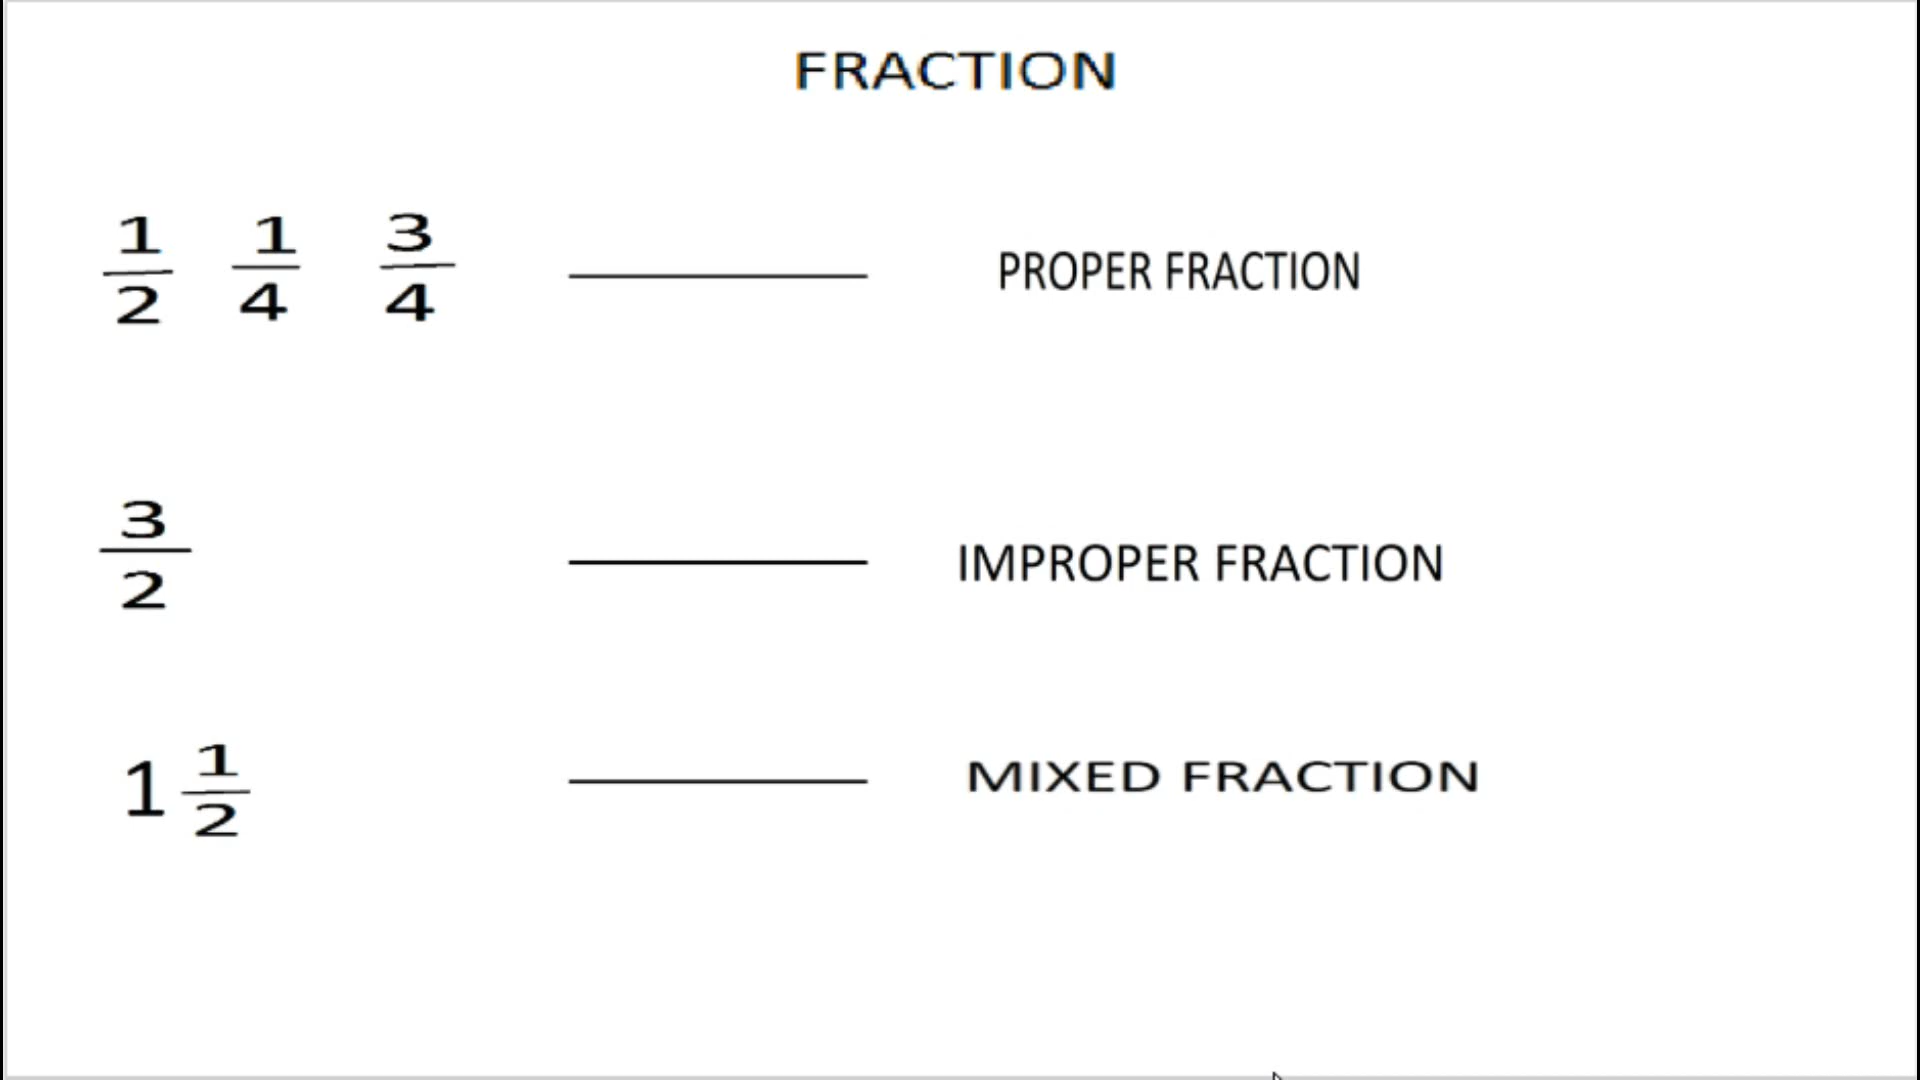 FRACTION
1/2 1/4 3/4 PROPER FRACTION
3/2 IMPROPER FRACTION
1 1/2 MIXED FRACTION